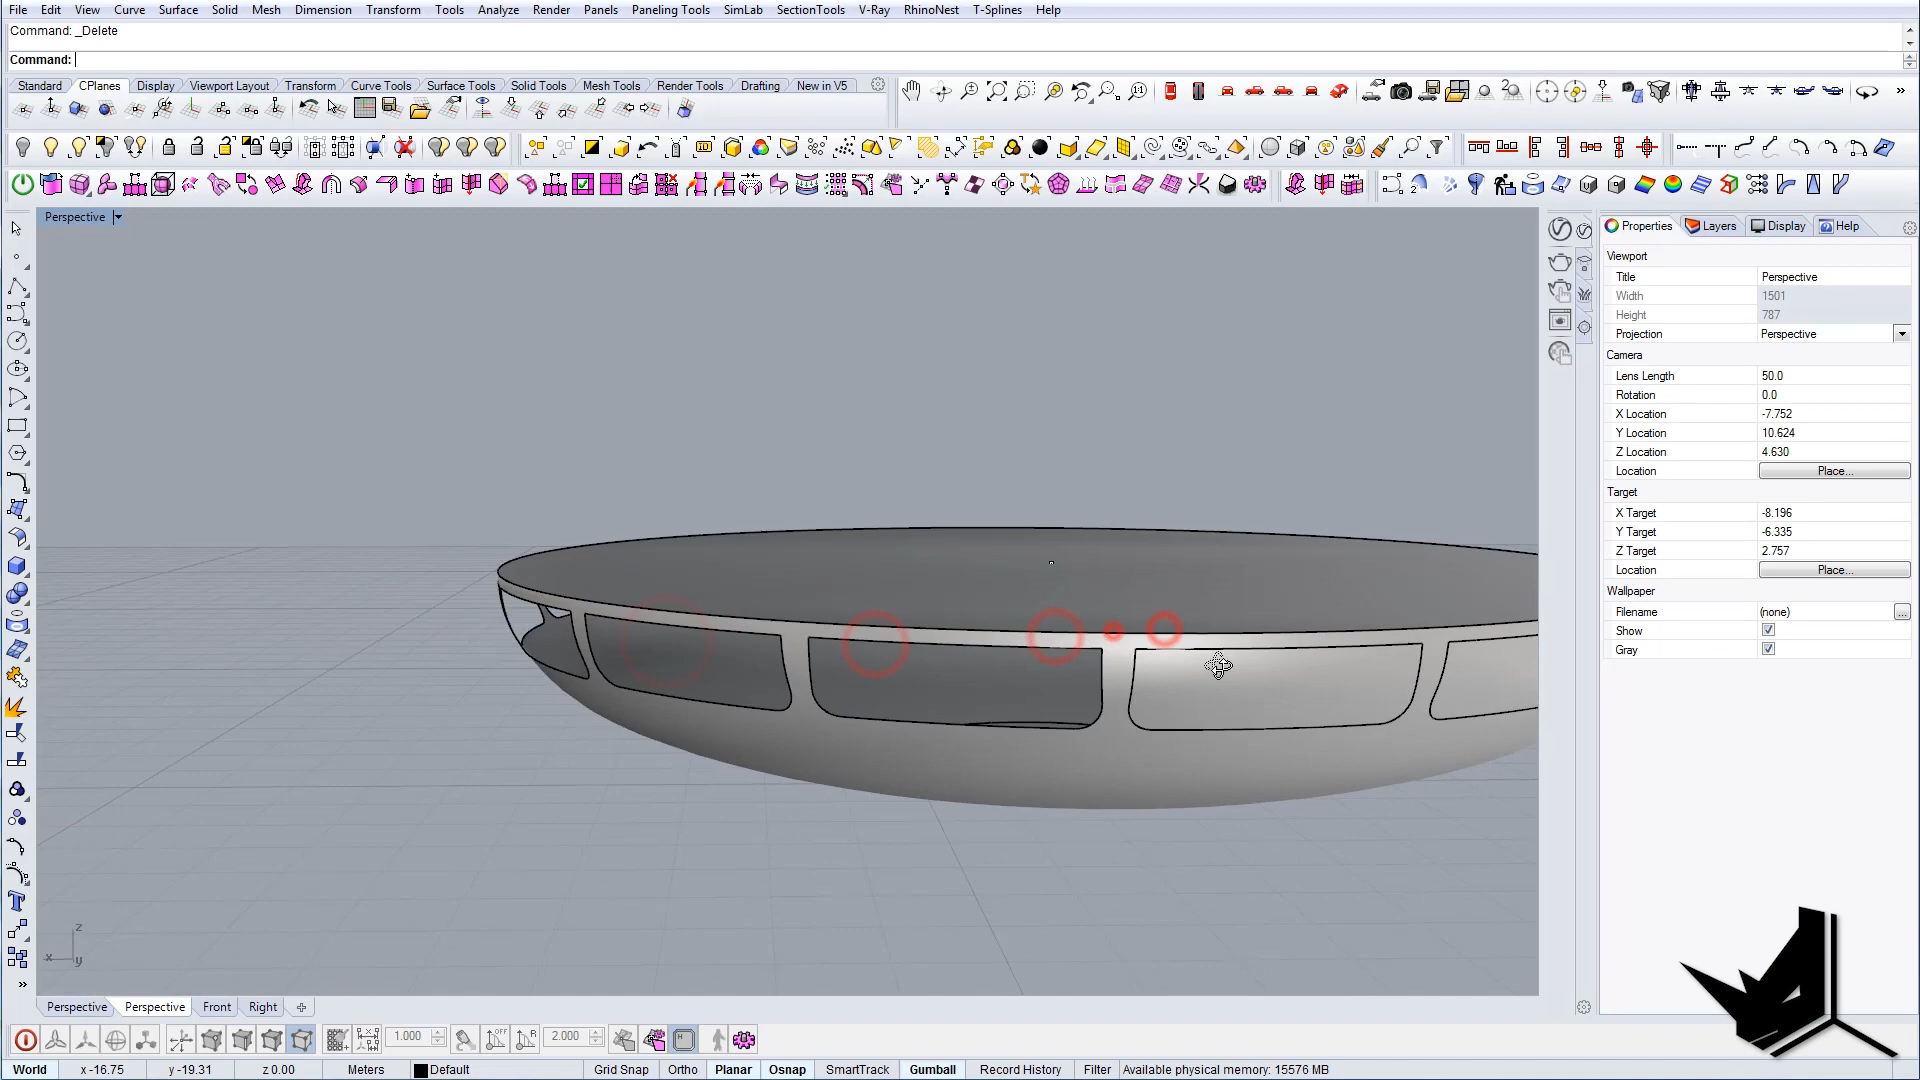 File Edit View Curve Surface Solid Mesh Dimension Transform Tools Analyze Render Panels Paneling Tools SimLab SectionTools V-Ray RhinoNest T-Splines Help
Command: _Delete
Command:
Standard CPlanes Display Viewport Layout Transform Curve Tools Surface Tools Solid Tools Mesh Tools Render Tools Drafting New in V5
Perspective
Properties Layers Display Help
Viewport
Title Perspective
Width 1501
Height 787
Projection Perspective
Camera
Lens Length 50.0
Rotation 0.0
X Location -7.752
Y Location 10.624
Z Location 4.630
Location Place...
Target
X Target -8.196
Y Target -6.335
Z Target 2.757
Location Place...
Wallpaper
Filename (none) ...
Show
Gray
z
x y
Perspective Perspective Front Right
1.000 2.000
World x -16.75 y -19.31 z 0.00 Meters Default Grid Snap Ortho Planar Osnap SmartTrack Gumball Record History Filter Available physical memory: 15576 MB